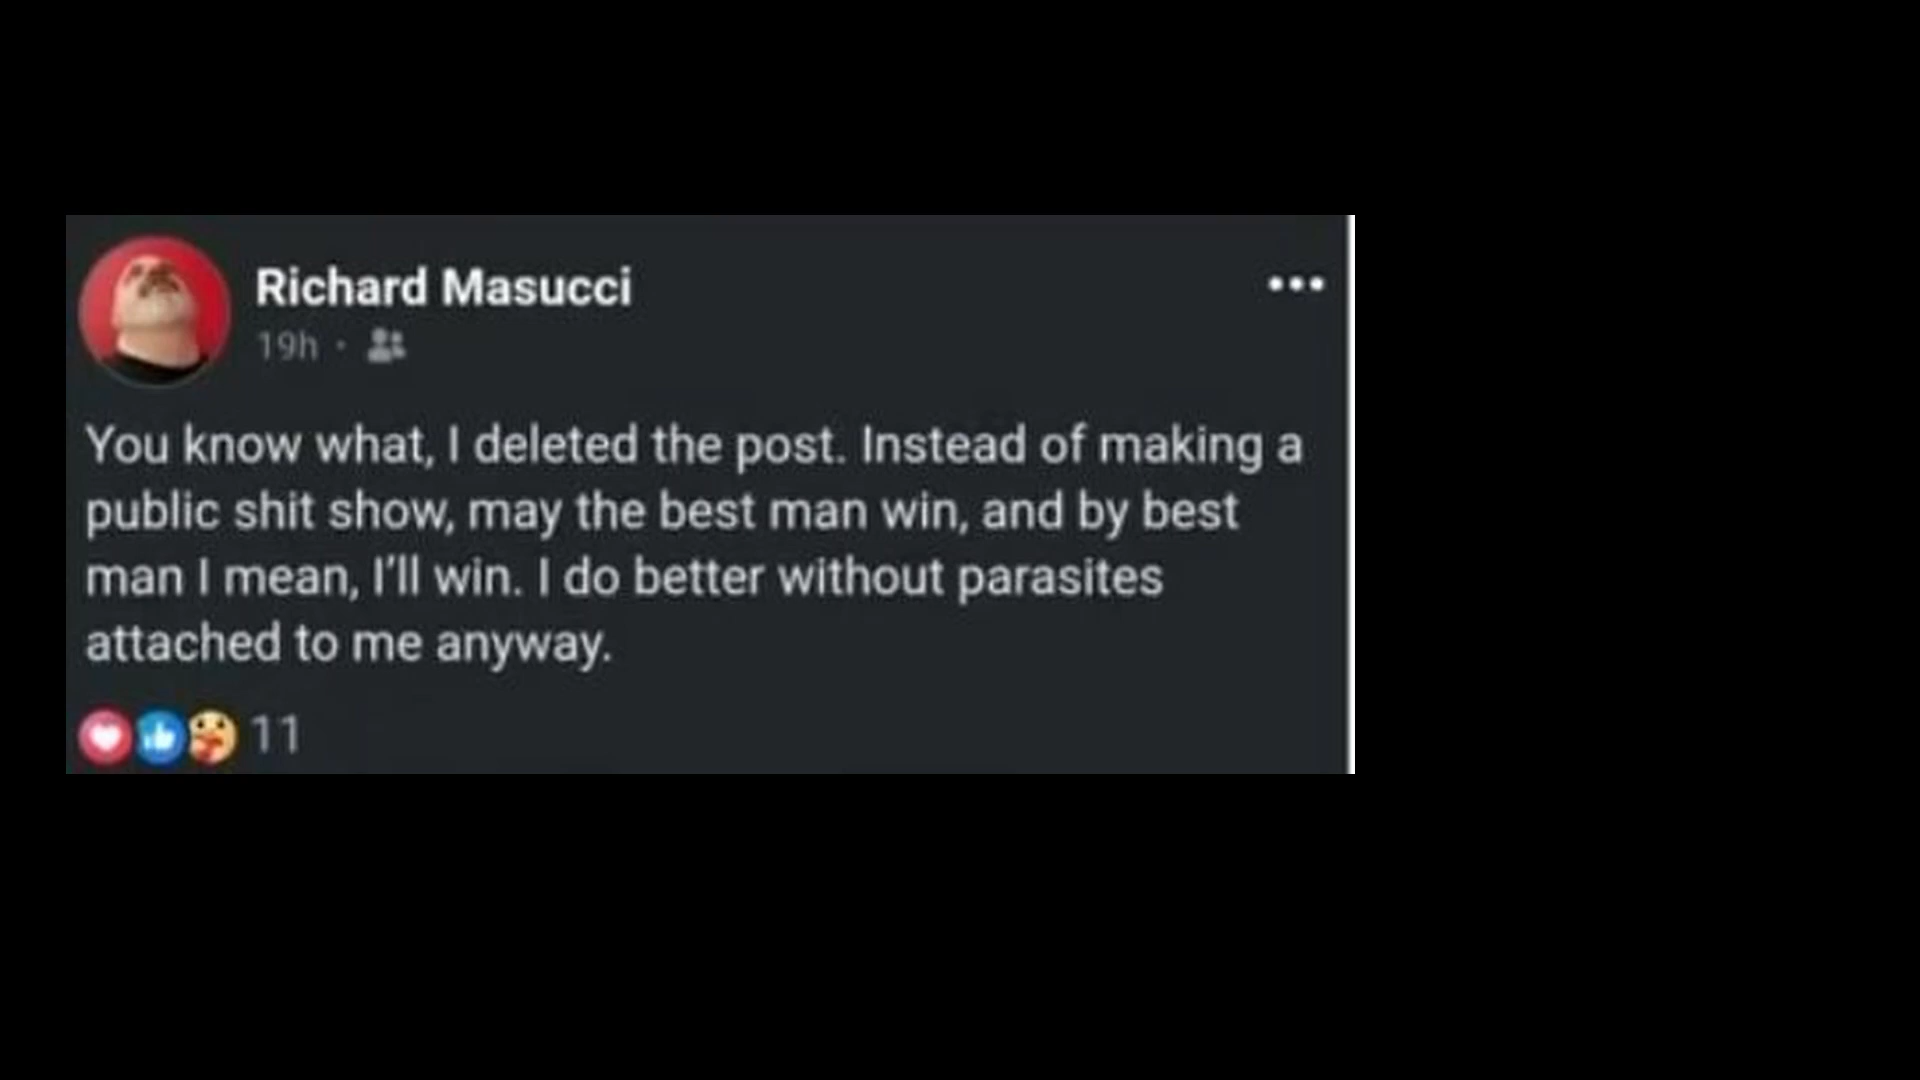 Richard Masucci
19h ·
You know what, I deleted the post. Instead of making a
public shit show, may the best man win, and by best
man I mean, I'll win. I do better without parasites
attached to me anyway.
11